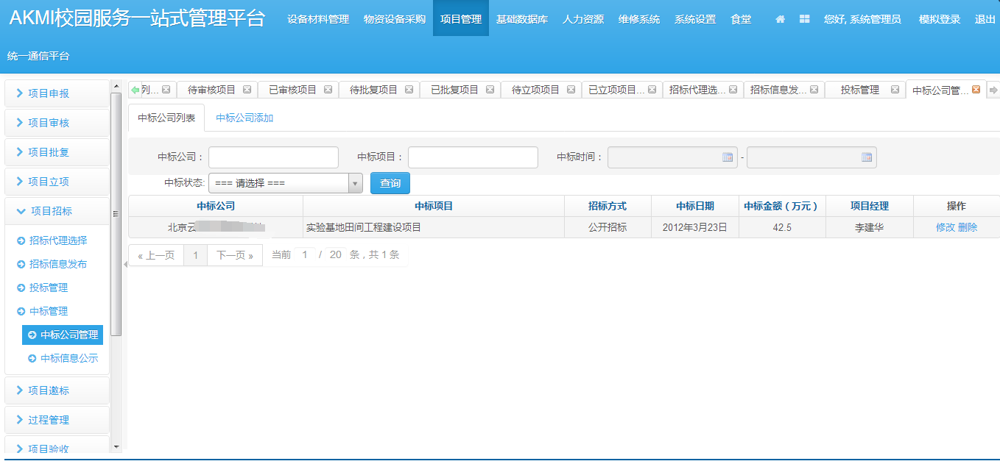 AKMI校园服务一站式管理平台 设备材料管理 物资设备采购 项目管理 基础数据库 人力资源 维修系统 系统设置 食堂 您好, 系统管理员 模拟登录 退出
统一通信平台
列... 待审核项目 已审核项目 待批复项目 已批复项目 待立项项目 已立项项目... 招标代理选... 招标信息发... 投标管理 中标公司管...
中标公司列表 中标公司添加
中标公司： 中标项目： 中标时间： -
中标状态: === 请选择 === 查询
中标公司 中标项目 招标方式 中标日期 中标金额（万元） 项目经理 操作
北京云 实验基地田间工程建设项目 公开招标 2012年3月23日 42.5 李建华 修改 删除
« 上一页 1 下一页 » 当前 1 / 20 条，共 1 条
项目申报
项目审核
项目批复
项目立项
项目招标
招标代理选择
招标信息发布
投标管理
中标管理
中标公司管理
中标信息公示
项目邀标
过程管理
项目验收